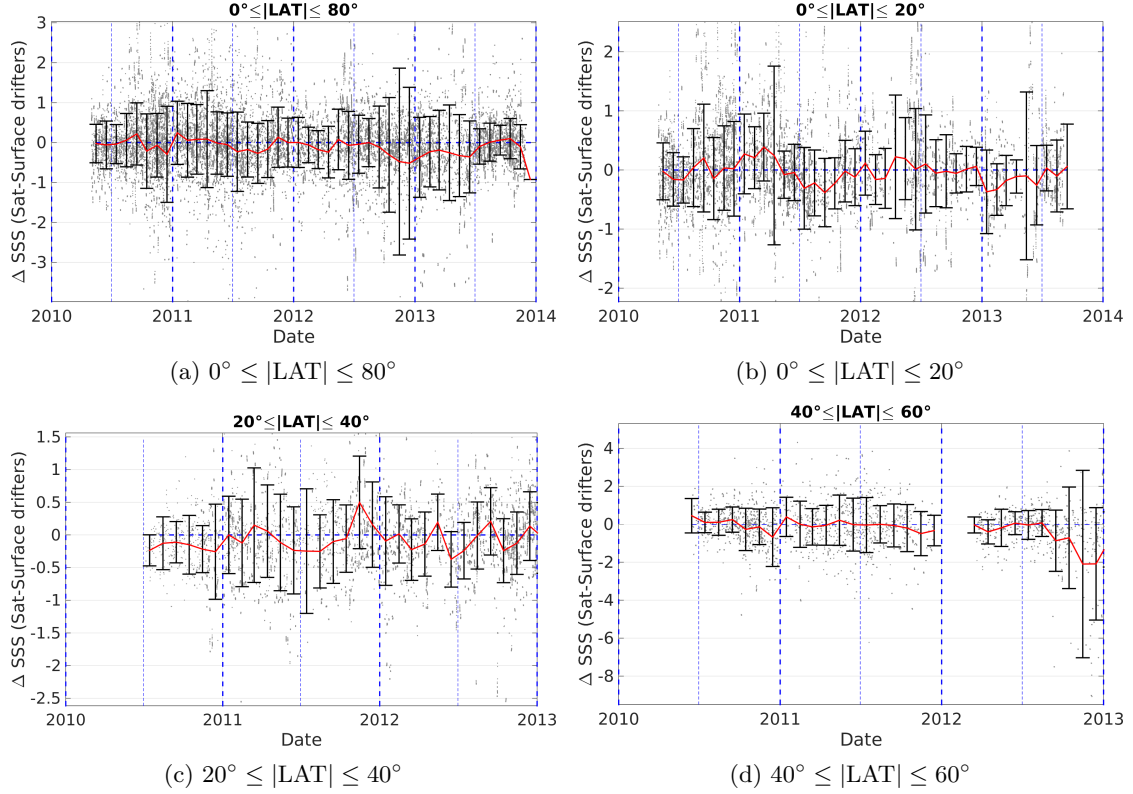 0°≤|LAT|≤ 80°
3
2
1
0
-1
-2
-3
Δ SSS (Sat-Surface drifters)
2010 2011 2012 2013 2014
Date
(a) 0° ≤ |LAT| ≤ 80°
0°≤|LAT|≤ 20°
2
1
0
-1
-2
Δ SSS (Sat-Surface drifters)
2010 2011 2012 2013 2014
Date
(b) 0° ≤ |LAT| ≤ 20°
20°≤|LAT|≤ 40°
1.5
1
0.5
0
-0.5
-1
-1.5
-2
-2.5
Δ SSS (Sat-Surface drifters)
2010 2011 2012 2013
Date
(c) 20° ≤ |LAT| ≤ 40°
40°≤|LAT|≤ 60°
4
2
0
-2
-4
-6
-8
Δ SSS (Sat-Surface drifters)
2010 2011 2012 2013
Date
(d) 40° ≤ |LAT| ≤ 60°